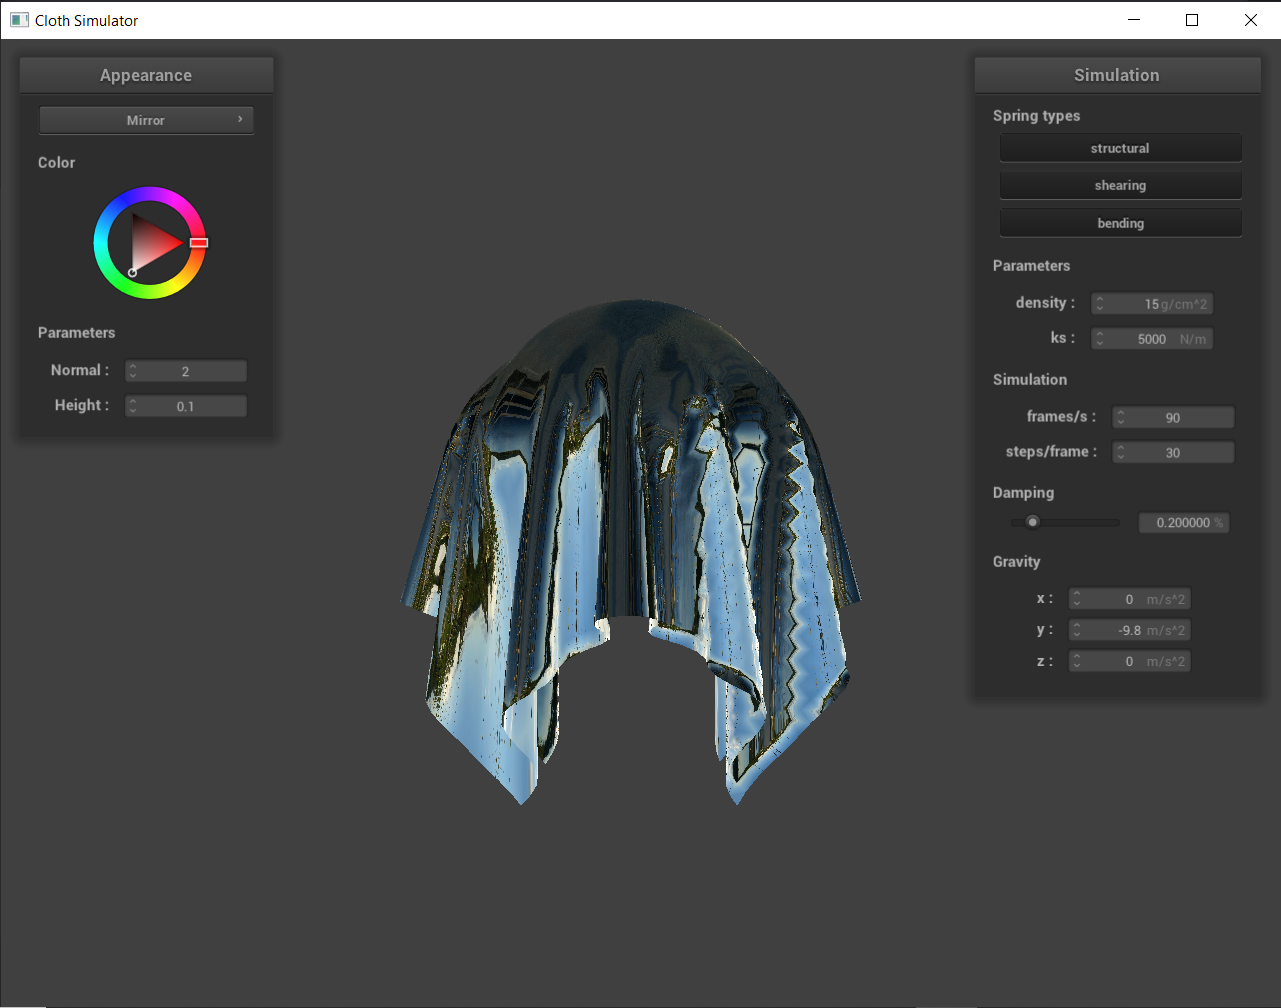 Cloth Simulator
Appearance
Mirror
Color
Parameters
Normal : 2
Height : 0.1
Simulation
Spring types
structural
shearing
bending
Parameters
density : 15 g/cm^2
ks : 5000 N/m
Simulation
frames/s : 90
steps/frame : 30
Damping
0.200000 %
Gravity
x : 0 m/s^2
y : -9.8 m/s^2
z : 0 m/s^2